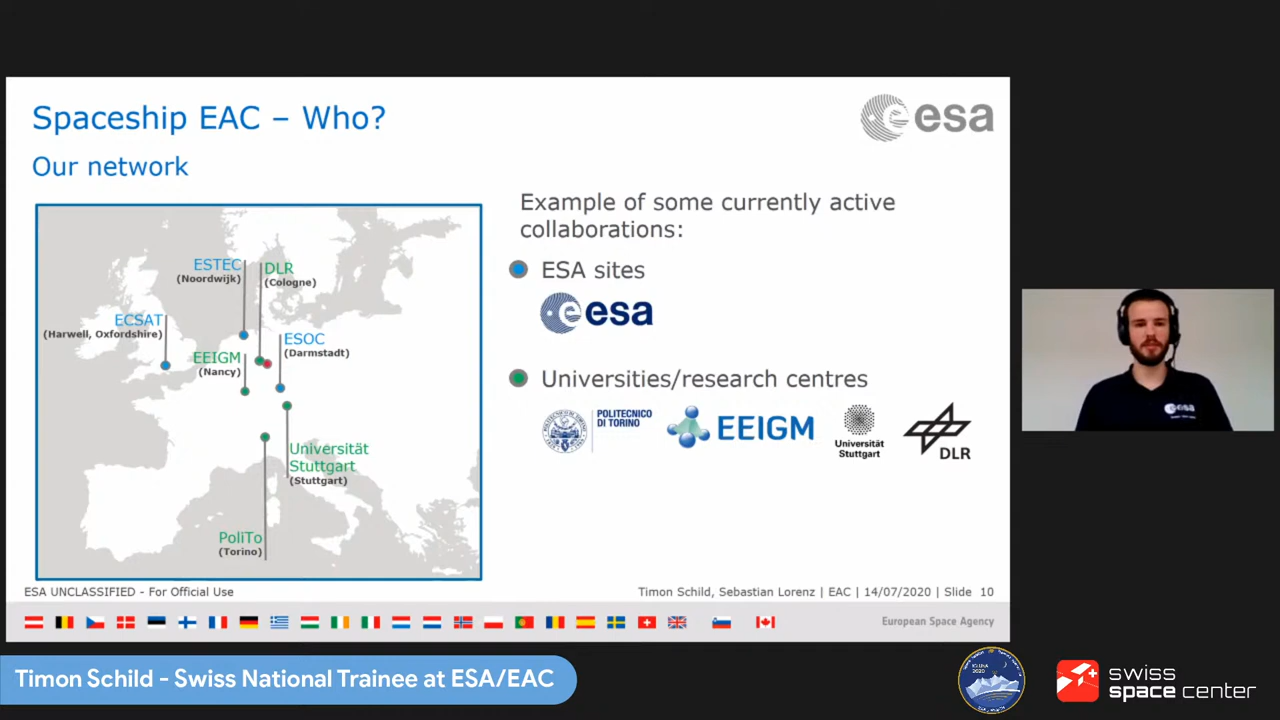 Spaceship EAC – Who?
Our network
esa
Example of some currently active
collaborations:
ESA sites
esa
Universities/research centres
POLITECNICO
DI TORINO
EEIGM
Universität
Stuttgart
DLR
ESTEC
(Noordwijk)
DLR
(Cologne)
ECSAT
(Harwell, Oxfordshire)
ESOC
(Darmstadt)
EEIGM
(Nancy)
Universität
Stuttgart
(Stuttgart)
PoliTo
(Torino)
ESA UNCLASSIFIED - For Official Use
Timon Schild, Sebastian Lorenz | EAC | 14/07/2020 | Slide 10
European Space Agency
esa
Timon Schild - Swiss National Trainee at ESA/EAC
swiss
space center